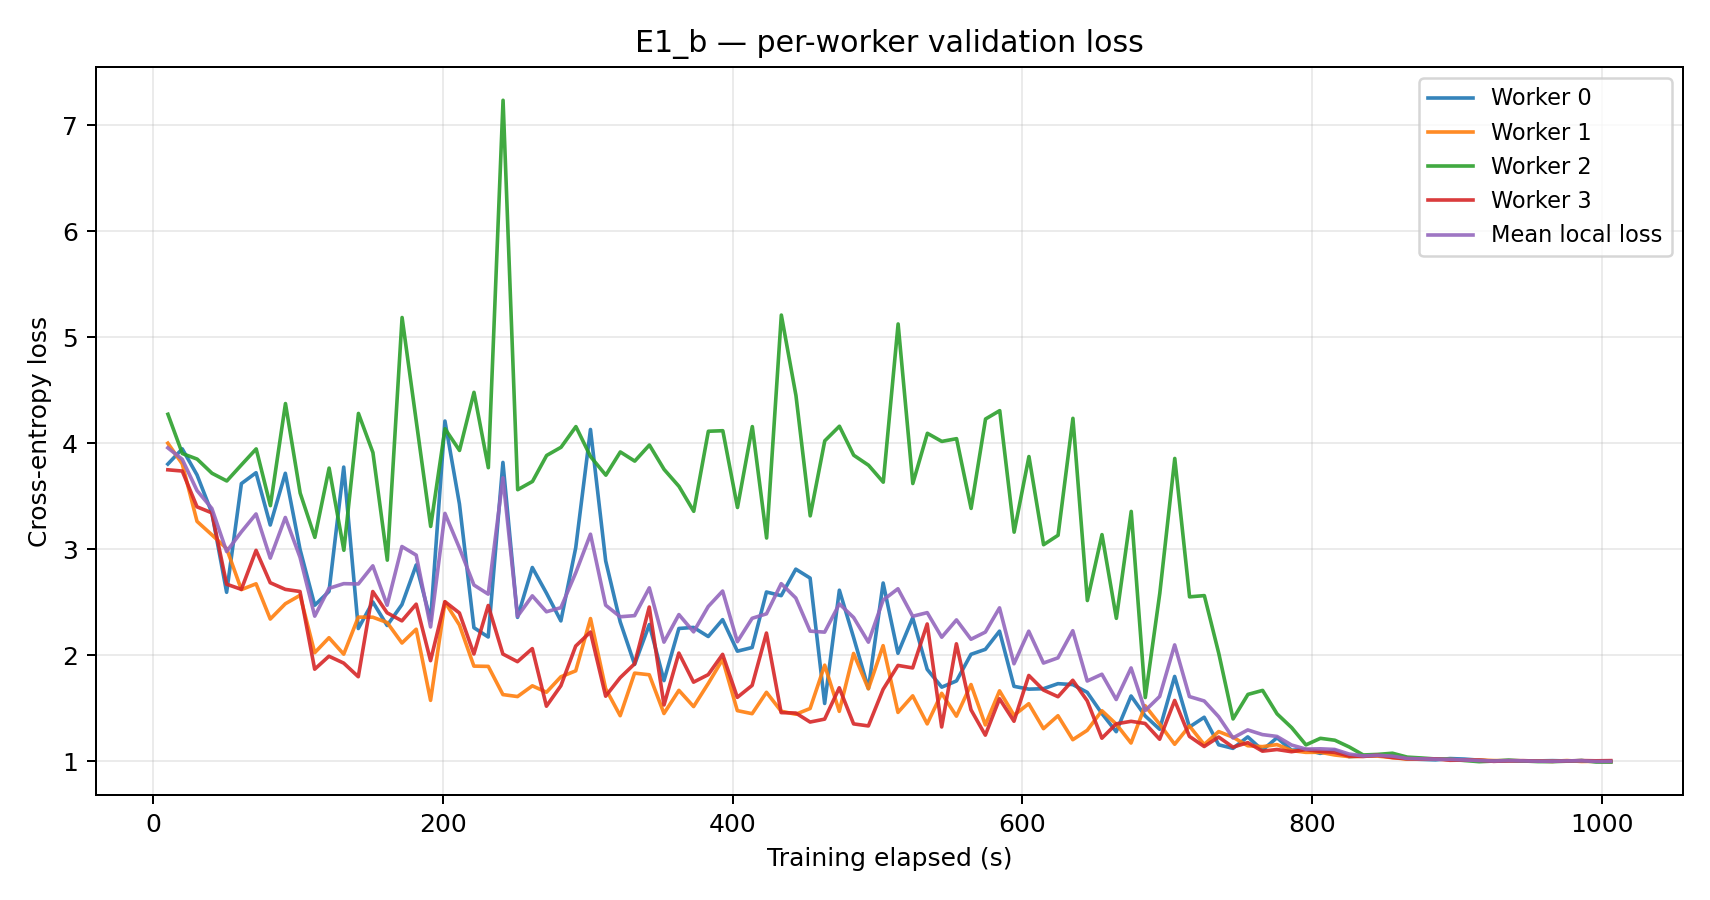 E1_b — per-worker validation loss
Worker 0
Worker 1
Worker 2
Worker 3
Mean local loss
Cross-entropy loss
7
6
5
4
3
2
1
0 200 400 600 800 1000
Training elapsed (s)